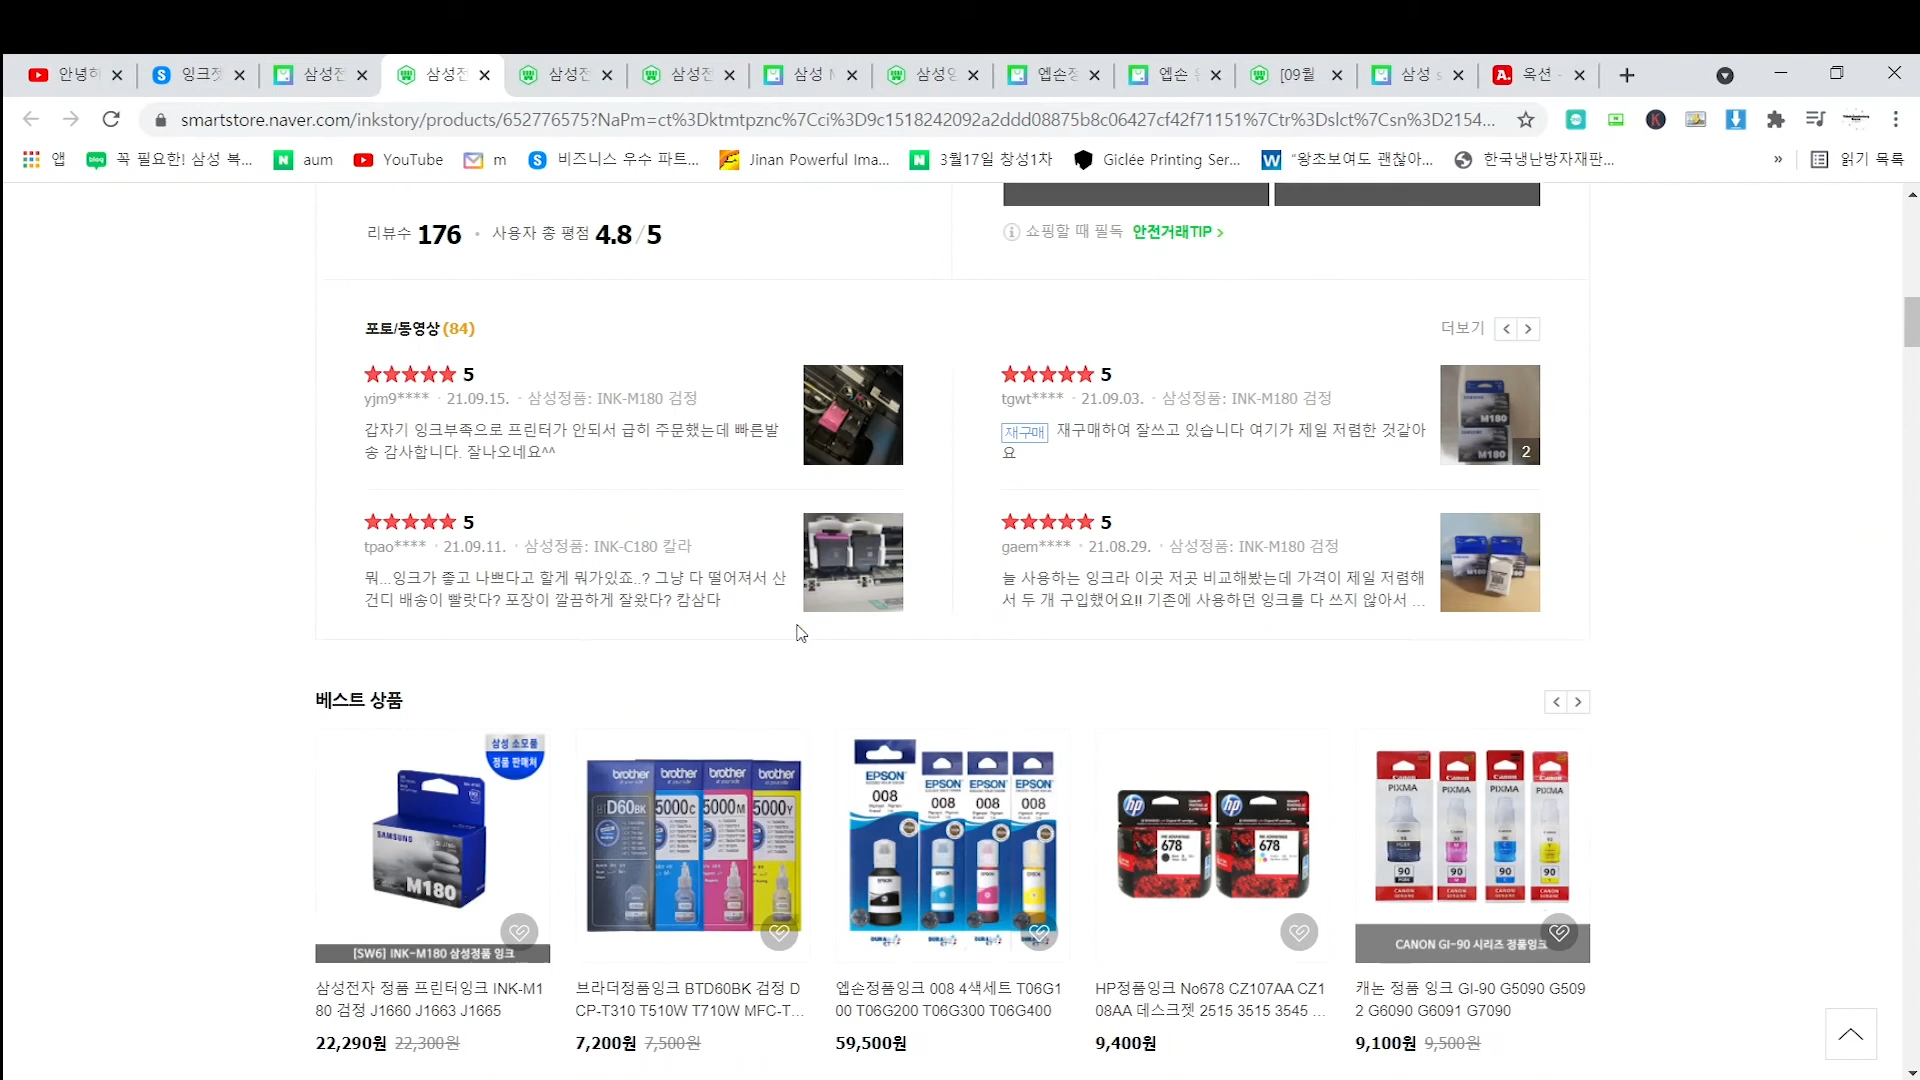 안녕하
잉크젯
삼성전
삼성전
삼성전
삼성전
삼성 M
삼성잉
엡손정
엡손
[09월
삼성 s
옥션 -
smartstore.naver.com/inkstory/products/652776575?NaPm=ct%3Dktmtpznc%7Cci%3D9c1518242092a2ddd08875b8c06427cf42f71151%7Ctr%3Dslct%7Csn%3D2154...
앱
꼭 필요한! 삼성 복...
aum
YouTube
m
비즈니스 우수 파트...
Jinan Powerful Ima...
3월17일 창성1차
Giclée Printing Ser...
"왕초보여도 괜찮아...
한국냉난방자재판...
»
읽기 목록
리뷰수 176 · 사용자 총 평점 4.8/5
쇼핑할 때 필독 안전거래TIP >
포토/동영상 (84)
더보기
5
yjm9**** · 21.09.15. · 삼성정품: INK-M180 검정
갑자기 잉크부족으로 프린터가 안되서 급히 주문했는데 빠른발
송 감사합니다. 잘나오네요^^
5
tgwt**** · 21.09.03. · 삼성정품: INK-M180 검정
재구매 재구매하여 잘쓰고 있습니다 여기가 제일 저렴한 것같아
요
M180
M180
2
5
tpao**** · 21.09.11. · 삼성정품: INK-C180 칼라
뭐...잉크가 좋고 나쁘다고 할게 뭐가있죠..? 그냥 다 떨어져서 산
건디 배송이 빨랏다? 포장이 깔끔하게 잘왔다? 캄삼다
5
gaem**** · 21.08.29. · 삼성정품: INK-M180 검정
늘 사용하는 잉크라 이곳 저곳 비교해봤는데 가격이 제일 저렴해
서 두 개 구입했어요!! 기존에 사용하던 잉크를 다 쓰지 않아서 ...
베스트 상품
삼성 소모품
정품 판매처
SAMSUNG
M180
[SW6] INK-M180 삼성정품 잉크
brother brother brother brother
BTD60BK 5000C 5000M 5000Y
EPSON EPSON EPSON EPSON
008 008 008 008
hp hp
678 678
Canon Canon Canon Canon
PIXMA PIXMA PIXMA PIXMA
90 90 90 90
CANON GI-90 시리즈 정품잉크
삼성전자 정품 프린터잉크 INK-M1
80 검정 J1660 J1663 J1665
22,290원 22,300원
브라더정품잉크 BTD60BK 검정 D
CP-T310 T510W T710W MFC-T...
7,200원 7,500원
엡손정품잉크 008 4색세트 T06G1
00 T06G200 T06G300 T06G400
59,500원
HP정품잉크 No678 CZ107AA CZ1
08AA 데스크젯 2515 3515 3545 ...
9,400원
캐논 정품 잉크 GI-90 G5090 G509
2 G6090 G6091 G7090
9,100원 9,500원